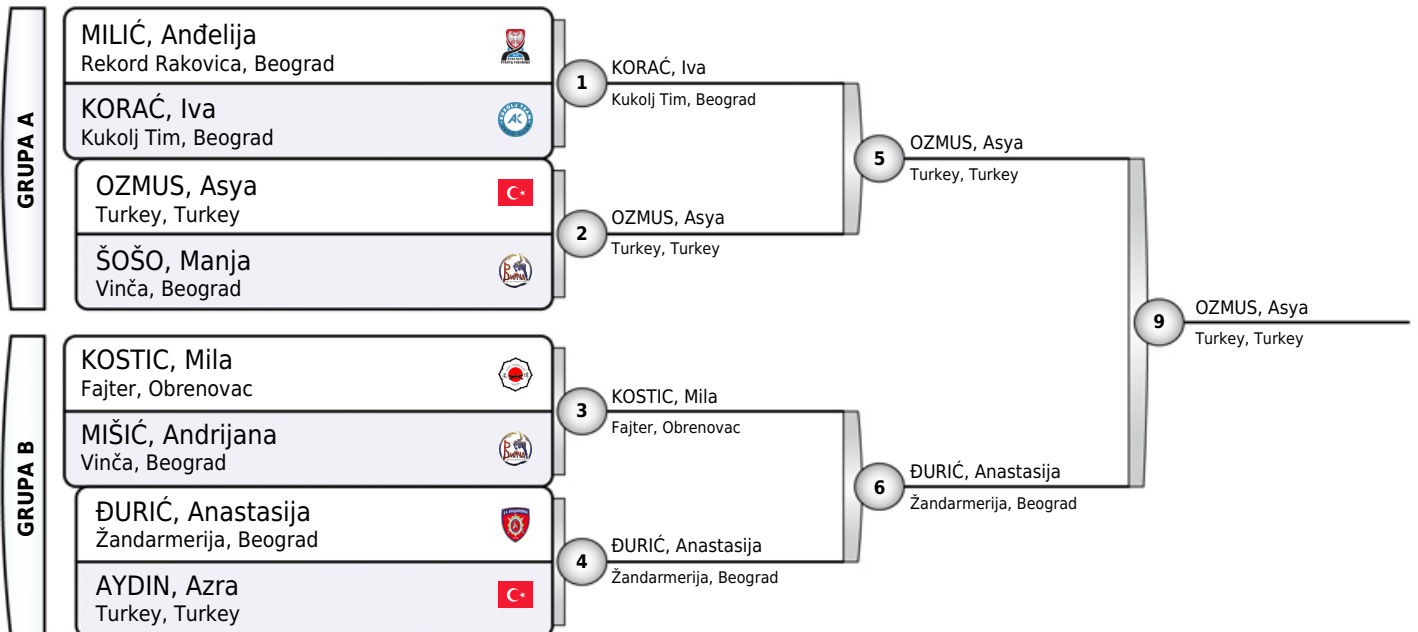 GRUPA A
MILIĆ, Anđelija
Rekord Rakovica, Beograd
KORAĆ, Iva
Kukolj Tim, Beograd
OZMUS, Asya
Turkey, Turkey
ŠOŠO, Manja
Vinča, Beograd
GRUPA B
KOSTIC, Mila
Fajter, Obrenovac
MIŠIĆ, Andrijana
Vinča, Beograd
ĐURIĆ, Anastasija
Žandarmerija, Beograd
AYDIN, Azra
Turkey, Turkey
1
KORAĆ, Iva
Kukolj Tim, Beograd
2
OZMUS, Asya
Turkey, Turkey
3
KOSTIC, Mila
Fajter, Obrenovac
4
ĐURIĆ, Anastasija
Žandarmerija, Beograd
5
OZMUS, Asya
Turkey, Turkey
6
ĐURIĆ, Anastasija
Žandarmerija, Beograd
9
OZMUS, Asya
Turkey, Turkey